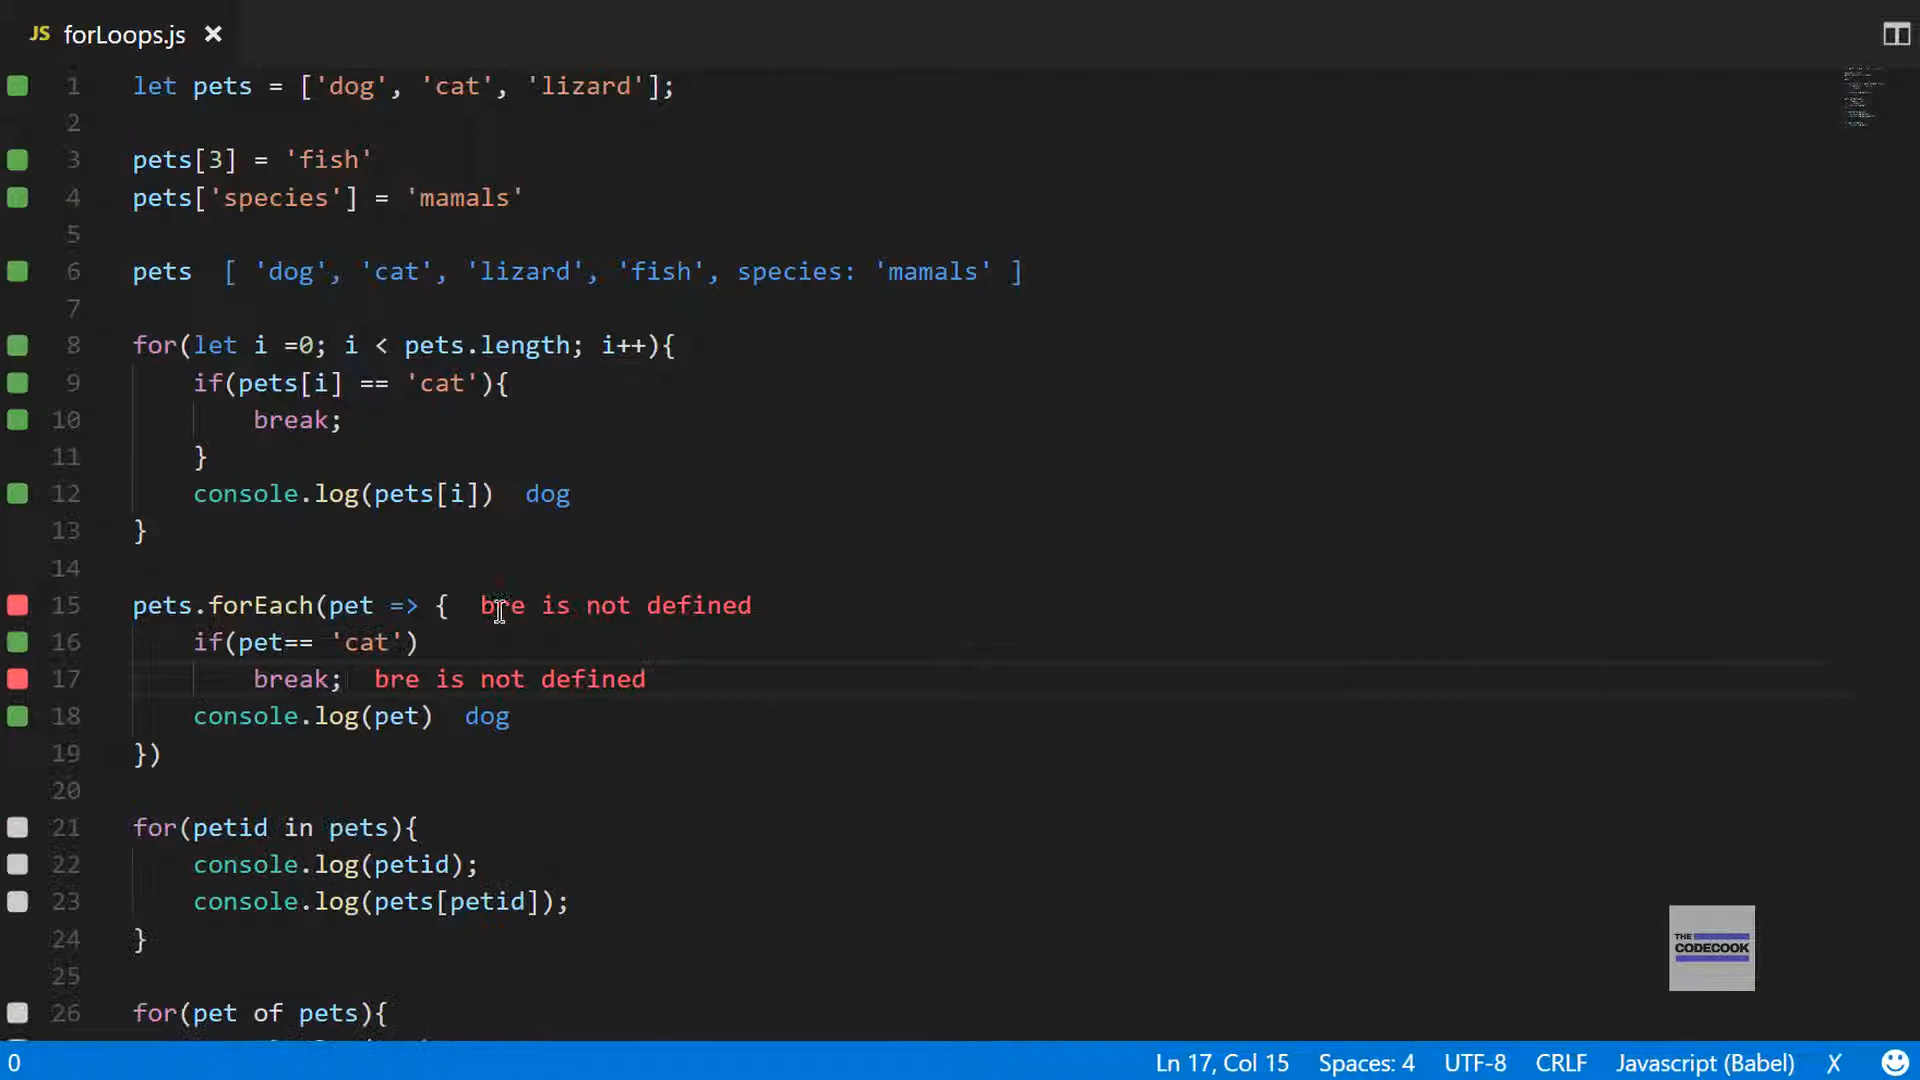 JS forLoops.js
1 let pets = ['dog', 'cat', 'lizard'];
2
3 pets[3] = 'fish'
4 pets['species'] = 'mamals'
5
6 pets [ 'dog', 'cat', 'lizard', 'fish', species: 'mamals' ]
7
8 for(let i =0; i < pets.length; i++){
9 if(pets[i] == 'cat'){
10 break;
11 }
12 console.log(pets[i]) dog
13 }
14
15 pets.forEach(pet => { bre is not defined
16 if(pet== 'cat')
17 break; bre is not defined
18 console.log(pet) dog
19 })
20
21 for(petid in pets){
22 console.log(petid);
23 console.log(pets[petid]);
24 }
25
26 for(pet of pets){
THE
CODECOOK
0 Ln 17, Col 15 Spaces: 4 UTF-8 CRLF Javascript (Babel) X